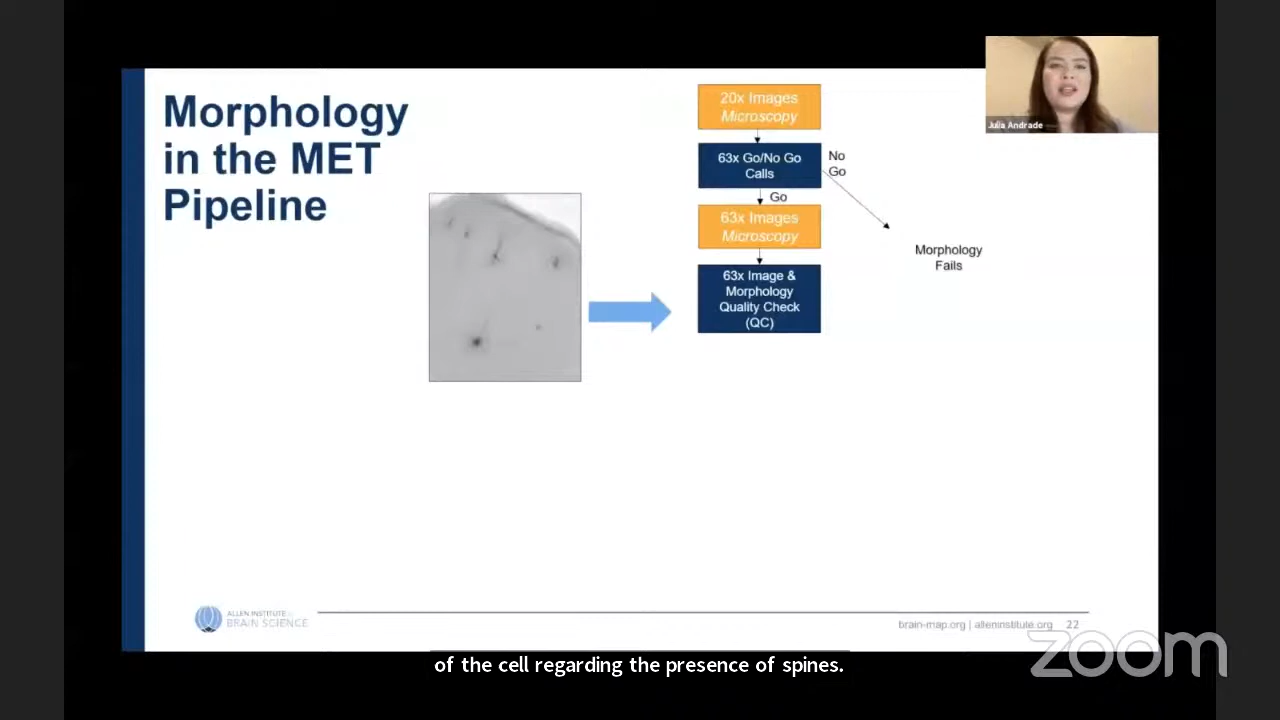 Morphology
in the MET
Pipeline
20x Images
Microscopy
63x Go/No Go
Calls
No
Go
Go
63x Images
Microscopy
Morphology
Fails
63x Image &
Morphology
Quality Check
(QC)
Julia Andrade
ALLEN INSTITUTE for
BRAIN SCIENCE
brain-map.org | alleninstitute.org 22
zoom
of the cell regarding the presence of spines.